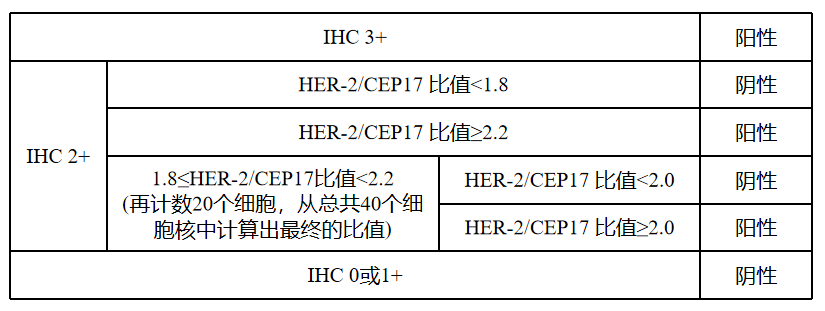 IHC 3+ 阳性
HER-2/CEP17 比值<1.8 阴性
HER-2/CEP17 比值≥2.2 阳性
IHC 2+
1.8≤HER-2/CEP17比值<2.2
(再计数20个细胞，从总共40个细
胞核中计算出最终的比值)
HER-2/CEP17 比值<2.0 阴性
HER-2/CEP17 比值≥2.0 阳性
IHC 0或1+ 阴性